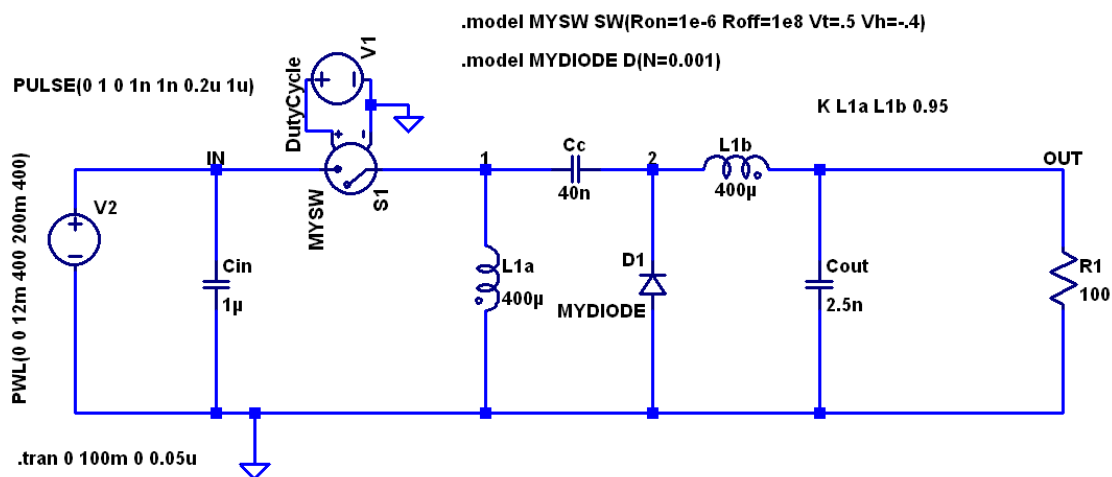 .model MYSW SW(Ron=1e-6 Roff=1e8 Vt=.5 Vh=-.4)
.model MYDIODE D(N=0.001)
PULSE(0 1 0 1n 1n 0.2u 1u)
V1
DutyCycle
K L1a L1b 0.95
IN
MYSW
S1
1
Cc
40n
2
L1b
400µ
OUT
PWL(0 0 12m 400 200m 400)
V2
Cin
1µ
L1a
400µ
D1
MYDIODE
Cout
2.5n
R1
100
.tran 0 100m 0 0.05u